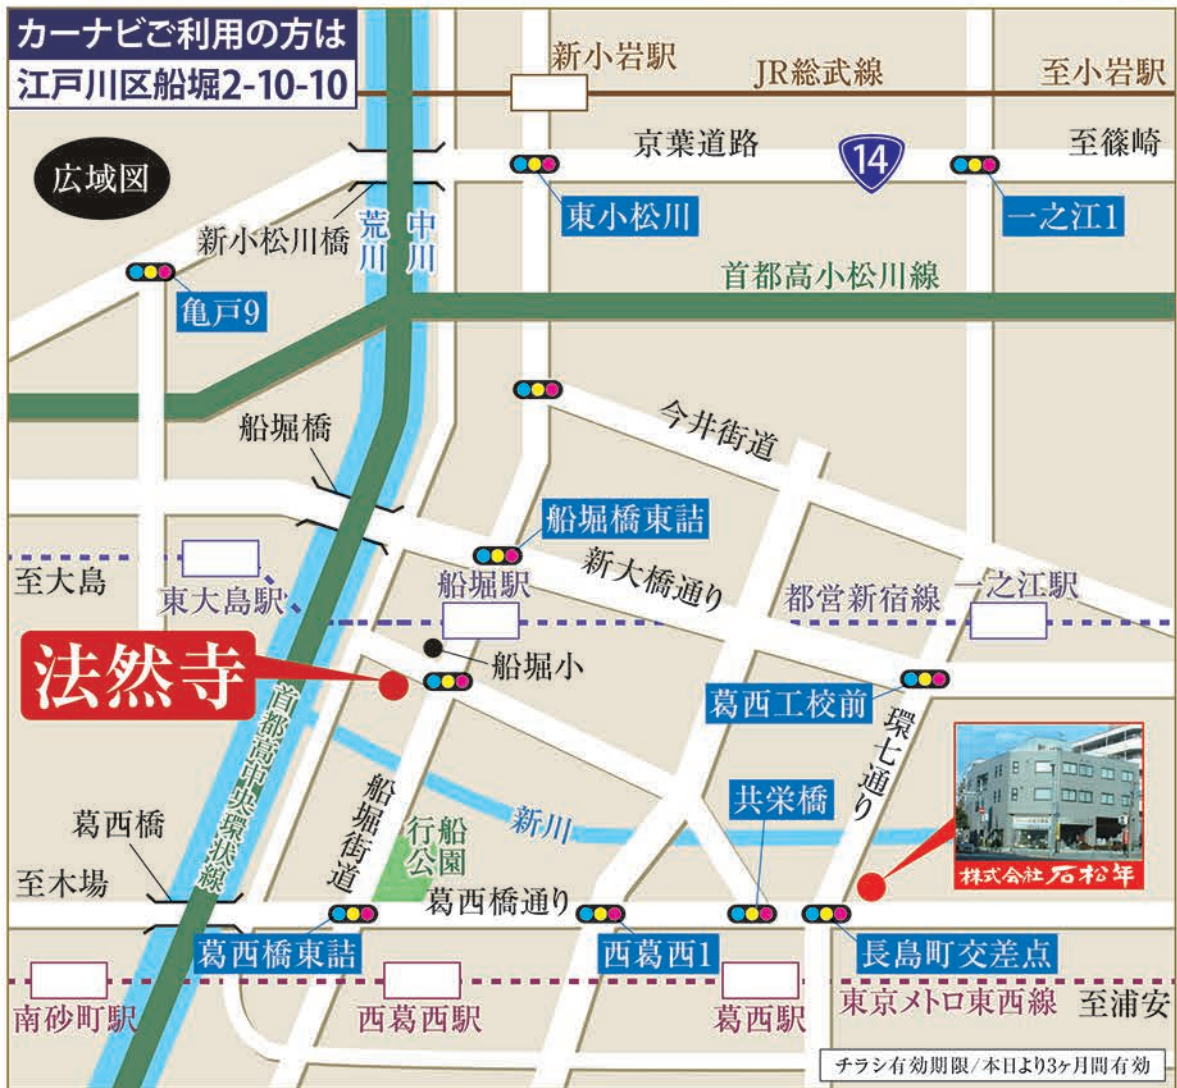 カーナビご利用の方は
江戸川区船堀2-10-10
新小岩駅
JR総武線
至小岩駅
広域図
京葉道路
14
至篠崎
東小松川
一之江1
新小松川橋
荒川
中川
亀戸9
首都高小松川線
船堀橋
今井街道
船堀橋東詰
新大橋通り
至大島
東大島駅
船堀駅
都営新宿線
一之江駅
法然寺
船堀小
葛西工校前
首都高中央環状線
環七通り
船堀街道
新川
共栄橋
葛西橋
行船公園
株式会社 石松年
至木場
葛西橋通り
葛西橋東詰
西葛西1
長島町交差点
南砂町駅
西葛西駅
葛西駅
東京メトロ東西線
至浦安
チラシ有効期限/本日より3ヶ月間有効